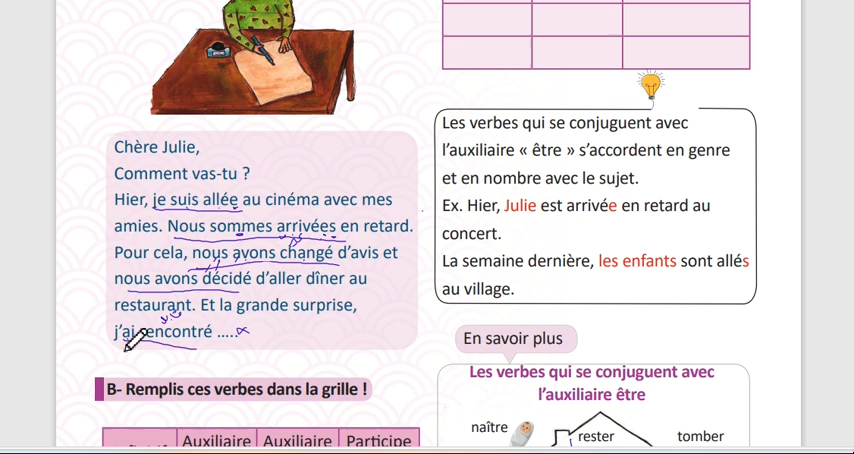 Chère Julie,
Comment vas-tu ?
Hier, je suis allée au cinéma avec mes
amies. Nous sommes arrivées en retard.
Pour cela, nous avons changé d’avis et
nous avons décidé d’aller dîner au
restaurant. Et la grande surprise,
j’ai rencontré .....
B- Remplis ces verbes dans la grille !
Auxiliaire Auxiliaire Participe
Les verbes qui se conjuguent avec
l’auxiliaire « être » s’accordent en genre
et en nombre avec le sujet.
Ex. Hier, Julie est arrivée en retard au
concert.
La semaine dernière, les enfants sont allés
au village.
En savoir plus
Les verbes qui se conjuguent avec
l’auxiliaire être
naître
rester
tomber